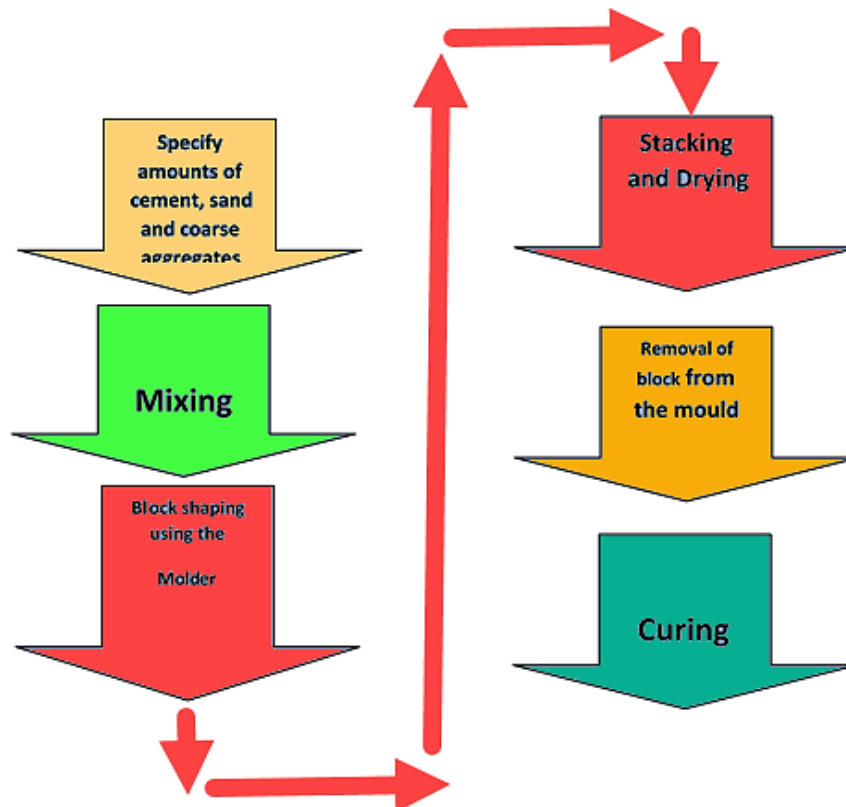 Specify
amounts of
cement, sand
and coarse
aggregates
Mixing
Block shaping
using the
Molder
Stacking
and Drying
Removal of
block from
the mould
Curing